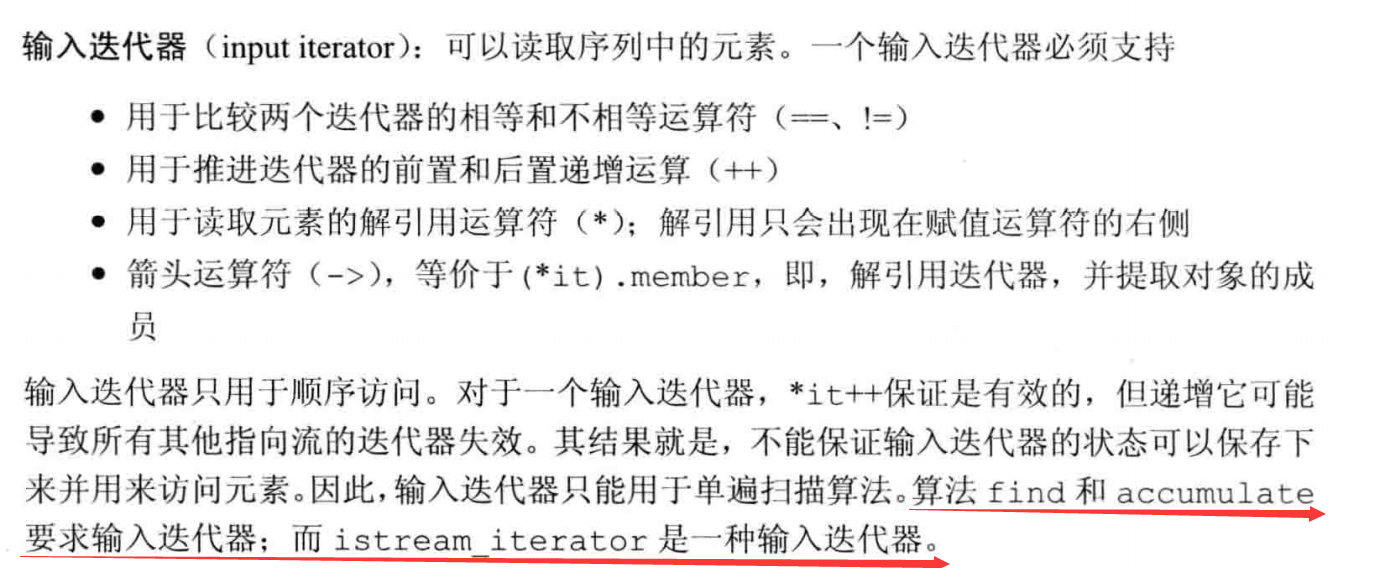 输入迭代器（input iterator）：可以读取序列中的元素。一个输入迭代器必须支持
● 用于比较两个迭代器的相等和不相等运算符（==、!=）
● 用于推进迭代器的前置和后置递增运算（++）
● 用于读取元素的解引用运算符（*）；解引用只会出现在赋值运算符的右侧
● 箭头运算符（->），等价于(*it).member，即，解引用迭代器，并提取对象的成
员
输入迭代器只用于顺序访问。对于一个输入迭代器，*it++保证是有效的，但递增它可能
导致所有其他指向流的迭代器失效。其结果就是，不能保证输入迭代器的状态可以保存下
来并用来访问元素。因此，输入迭代器只能用于单遍扫描算法。算法 find 和 accumulate
要求输入迭代器；而 istream_iterator 是一种输入迭代器。